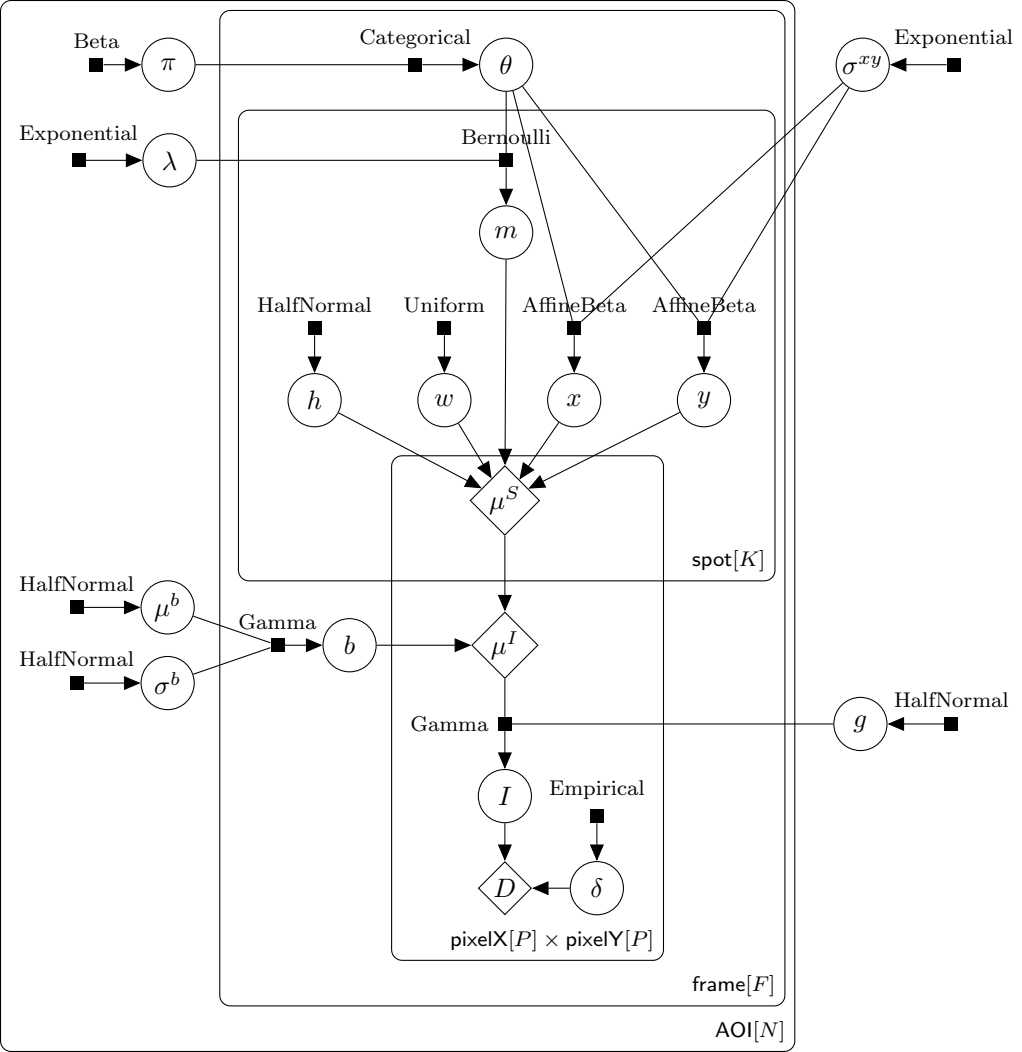 Beta
π
Categorical
θ
σ^{xy}
Exponential
Exponential
λ
Bernoulli
m
HalfNormal
Uniform
AffineBeta
AffineBeta
h
w
x
y
μ^S
spot[K]
HalfNormal
μ^b
Gamma
b
μ^I
HalfNormal
σ^b
Gamma
g
HalfNormal
I
Empirical
D
δ
pixelX[P] × pixelY[P]
frame[F]
AOI[N]